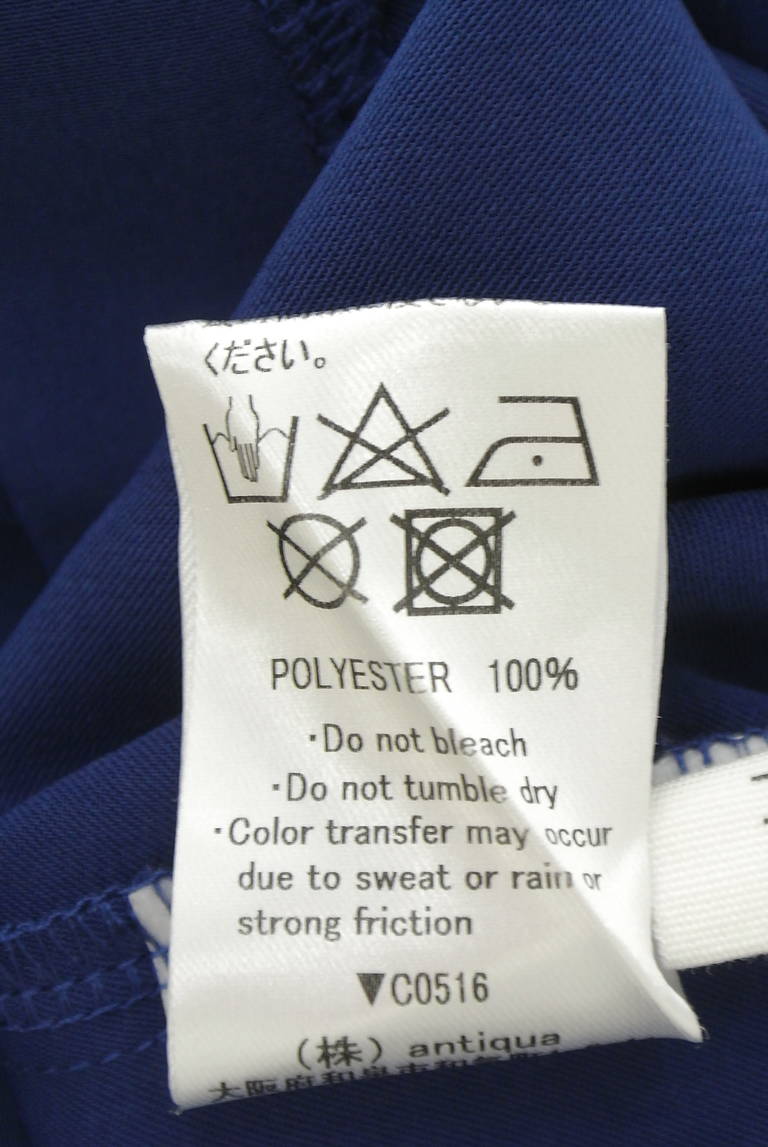 ください。
POLYESTER 100%
・Do not bleach
・Do not tumble dry
・Color transfer may occur
due to sweat or rain or
strong friction
▼C0516
(株) antiqua